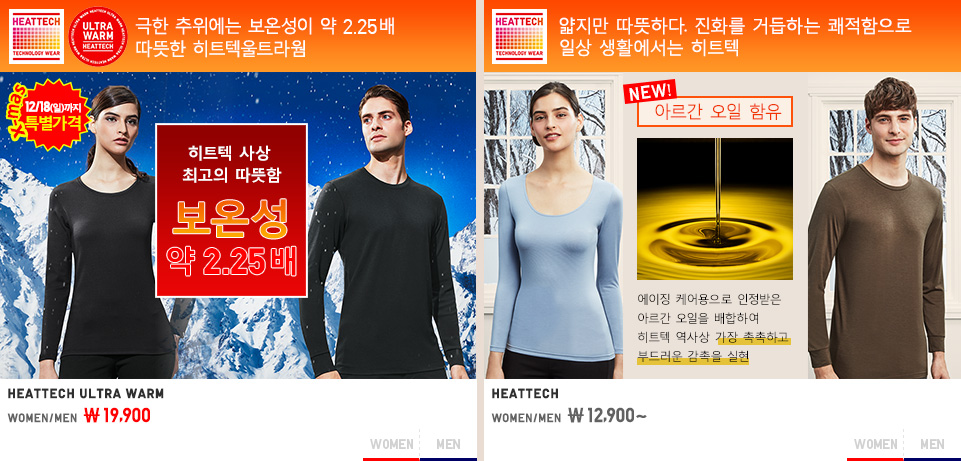 HEATTECH
TECHNOLOGY WEAR
ULTRA WARM HEATTECH
ULTRA
WARM
HEATTECH
극한 추위에는 보온성이 약 2.25배
따뜻한 히트텍울트라웜
X-mas
12/18(일)까지
특별가격
히트텍 사상
최고의 따뜻함
보온성
약 2.25배
HEATTECH ULTRA WARM
WOMEN/MEN ₩ 19,900
WOMEN MEN
HEATTECH
TECHNOLOGY WEAR
얇지만 따뜻하다. 진화를 거듭하는 쾌적함으로
일상 생활에서는 히트텍
NEW!
아르간 오일 함유
에이징 케어용으로 인정받은
아르간 오일을 배합하여
히트텍 역사상 가장 촉촉하고
부드러운 감촉을 실현
HEATTECH
WOMEN/MEN ₩ 12,900~
WOMEN MEN